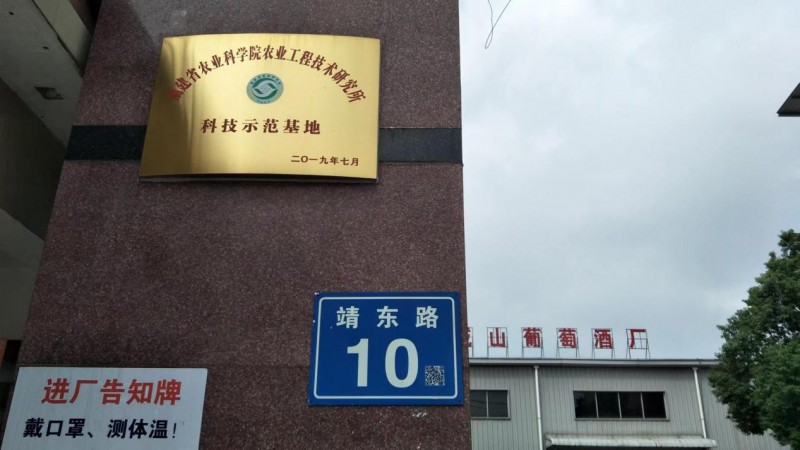 福建省农业科学院农业工程技术研究所
科技示范基地
二〇一九年七月
靖东路
10
山葡萄酒厂
进厂告知牌
戴口罩、测体温!